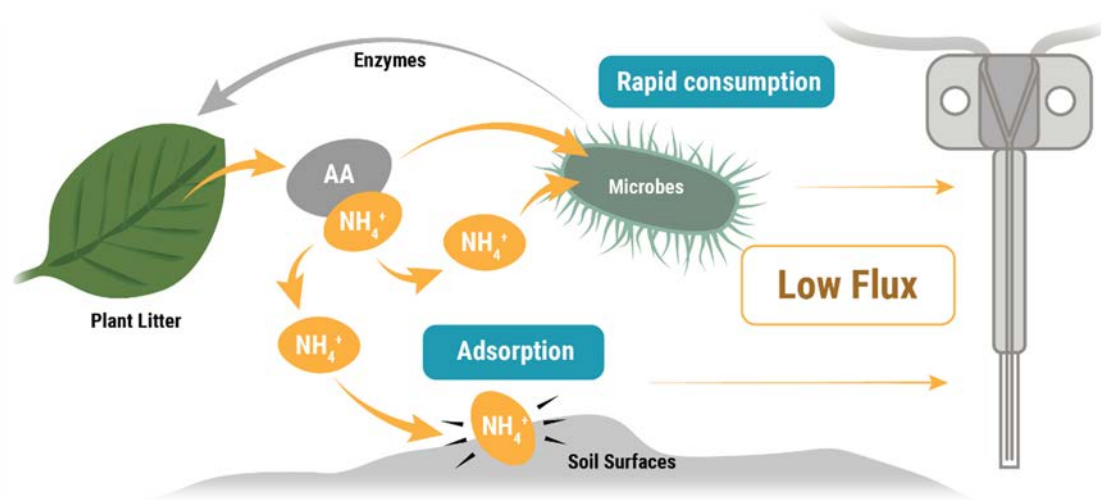 Enzymes
Rapid consumption
AA
NH₄⁺
Microbes
NH₄⁺
Low Flux
Plant Litter
NH₄⁺
Adsorption
NH₄⁺
Soil Surfaces